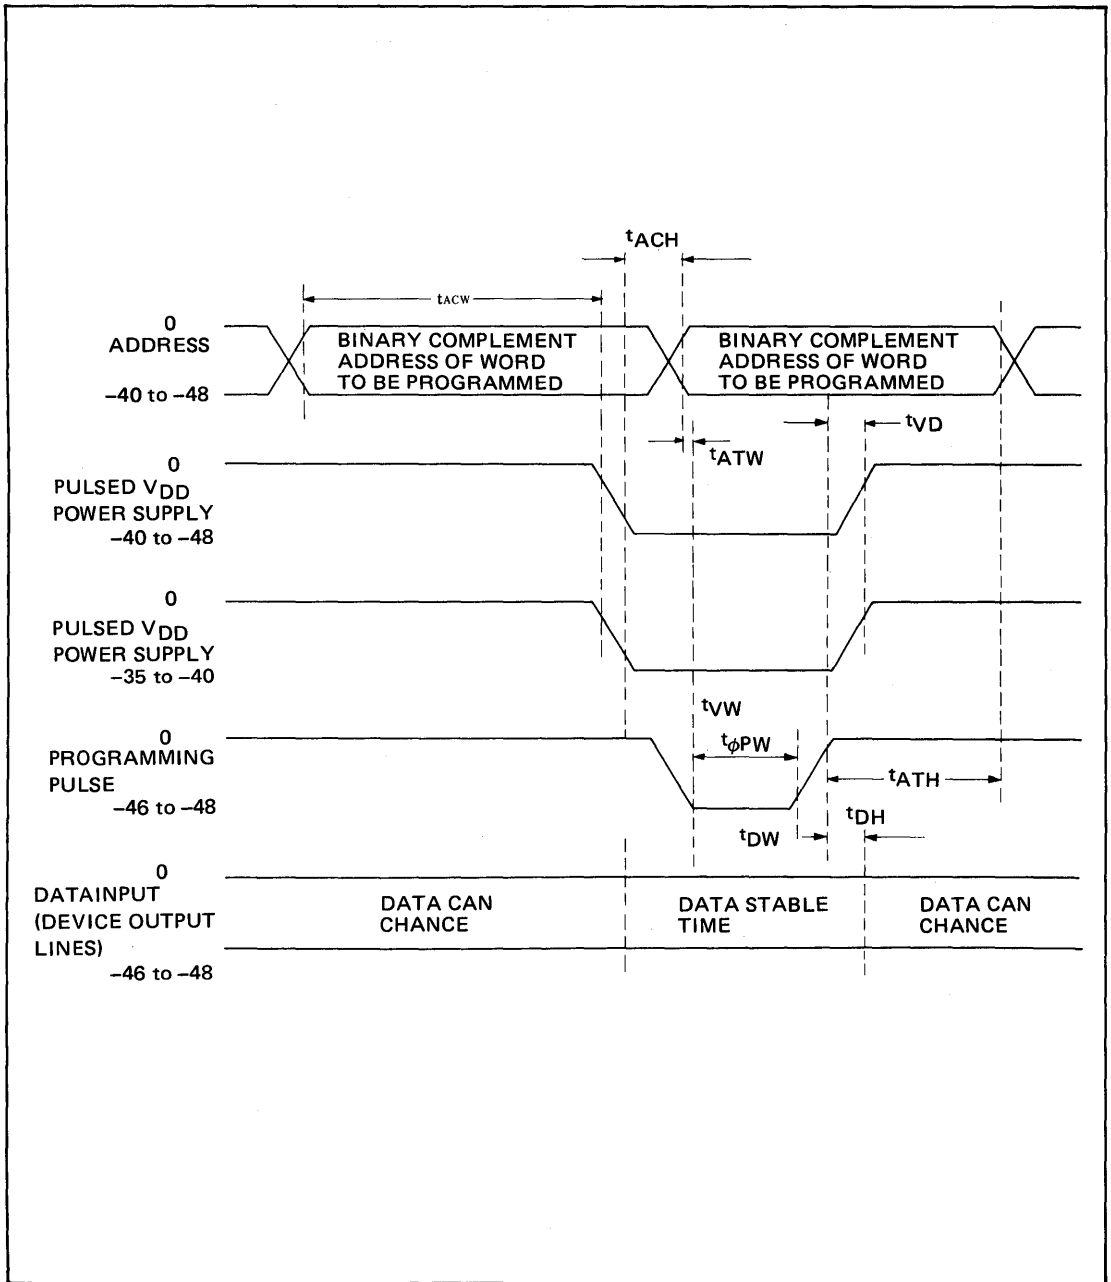 tACH
tACW
0
ADDRESS
-40 to -48
BINARY COMPLEMENT
ADDRESS OF WORD
TO BE PROGRAMMED
BINARY COMPLEMENT
ADDRESS OF WORD
TO BE PROGRAMMED
tVD
tATW
0
PULSED VDD
POWER SUPPLY
-40 to -48
0
PULSED VDD
POWER SUPPLY
-35 to -40
tVW
0
PROGRAMMING
PULSE
-46 to -48
tφPW
tATH
tDH
tDW
0
DATAINPUT
(DEVICE OUTPUT
LINES)
-46 to -48
DATA CAN
CHANCE
DATA STABLE
TIME
DATA CAN
CHANCE